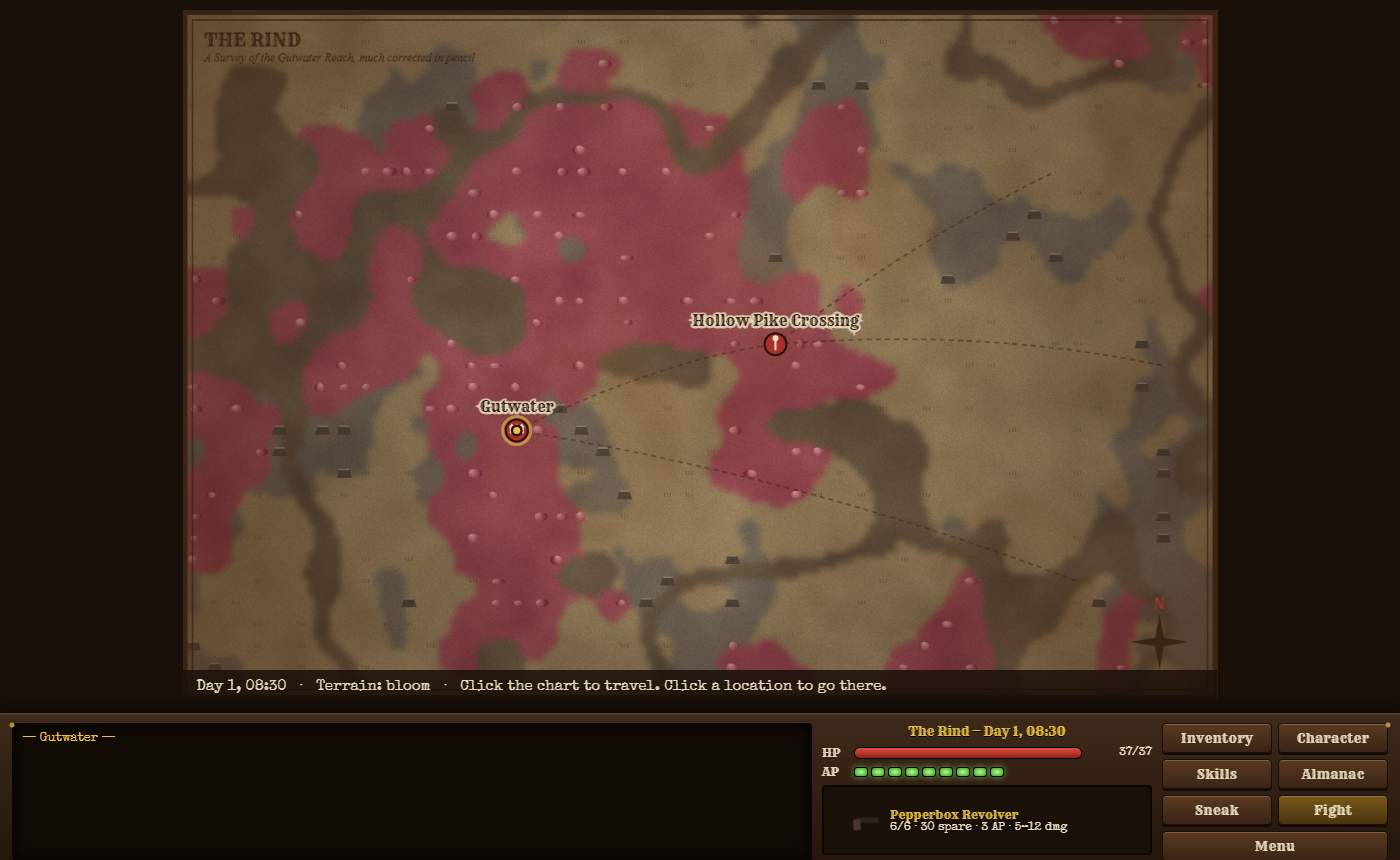 THE RIND
A Survey of the Gutwater Reach, much corrected in pencil
Hollow Pike Crossing
Gutwater
N
Day 1, 08:30 · Terrain: bloom · Click the chart to travel. Click a location to go there.
— Gutwater —
The Rind – Day 1, 08:30
HP 37/37
AP
Pepperbox Revolver
6/6 · 30 spare · 3 AP · 5–12 dmg
Inventory Character
Skills Almanac
Sneak Fight
Menu